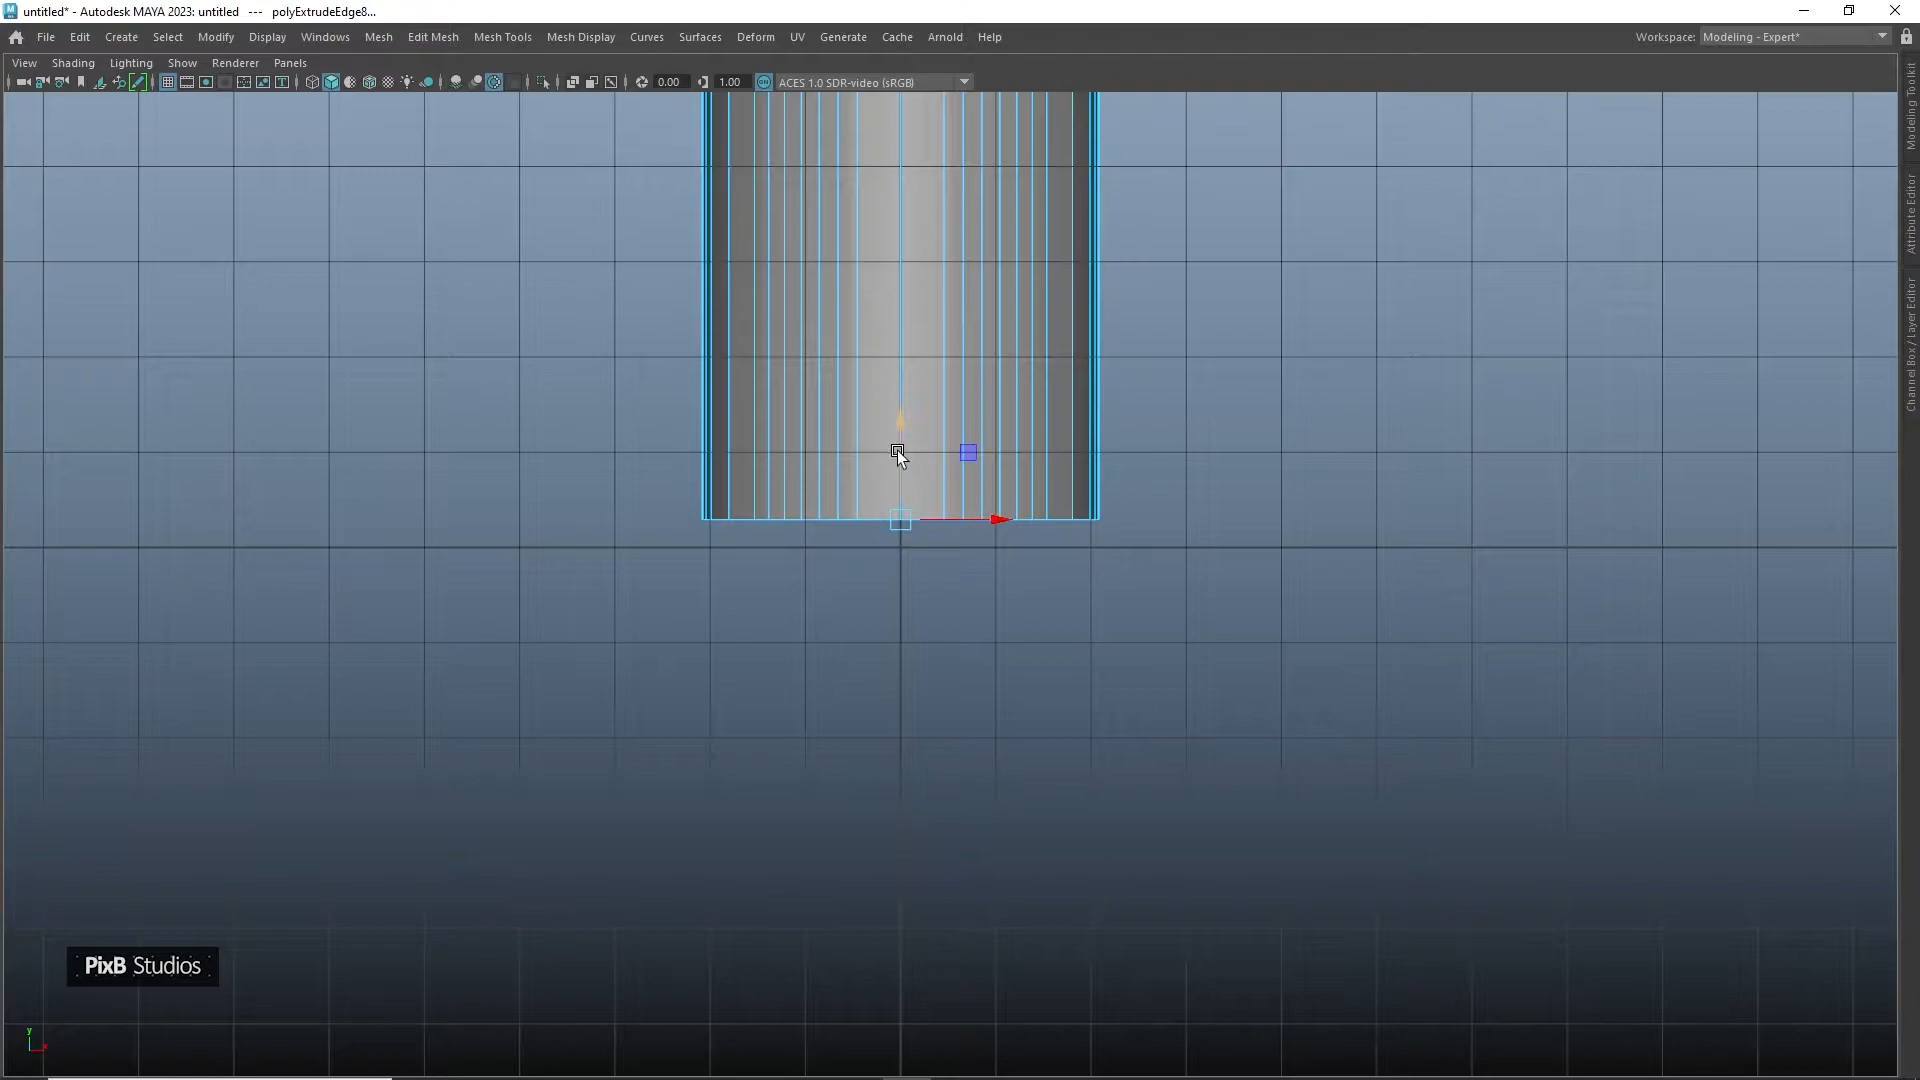 untitled* - Autodesk MAYA 2023: untitled --- polyExtrudeEdge8...
File Edit Create Select Modify Display Windows Mesh Edit Mesh Mesh Tools Mesh Display Curves Surfaces Deform UV Generate Cache Arnold Help
Workspace: Modeling - Expert*
View Shading Lighting Show Renderer Panels
0.00 1.00 ACES 1.0 SDR-video (sRGB)
Modeling Toolkit
Attribute Editor
Channel Box / Layer Editor
PixB Studios
y
x